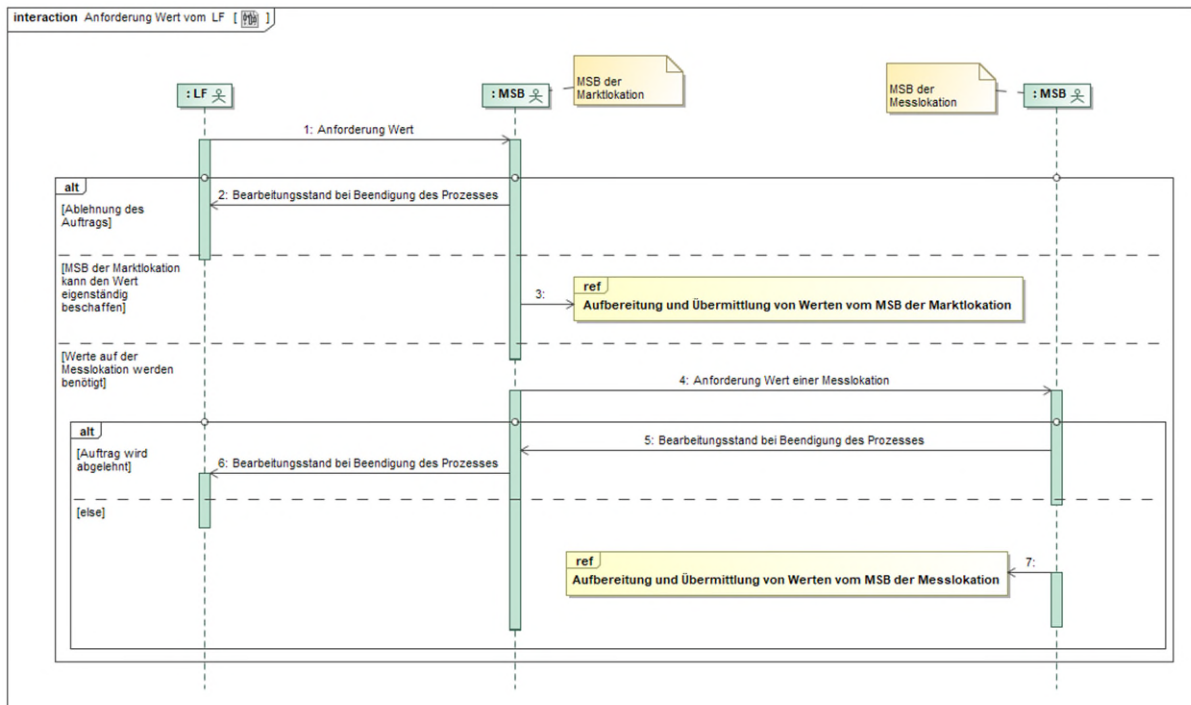 interaction Anforderung Wert vom LF [ ]
MSB der
Marktlokation
MSB der
Messlokation
: LF
: MSB
: MSB
1: Anforderung Wert
alt
2: Bearbeitungsstand bei Beendigung des Prozesses
[Ablehnung des
Auftrags]
[MSB der Marktlokation
kann den Wert
eigenständig
beschaffen]
3:
ref
Aufbereitung und Übermittlung von Werten vom MSB der Marktlokation
[Werte auf der
Messlokation werden
benötigt]
4: Anforderung Wert einer Messlokation
alt
5: Bearbeitungsstand bei Beendigung des Prozesses
[Auftrag wird
abgelehnt]
6: Bearbeitungsstand bei Beendigung des Prozesses
[else]
ref
7:
Aufbereitung und Übermittlung von Werten vom MSB der Messlokation